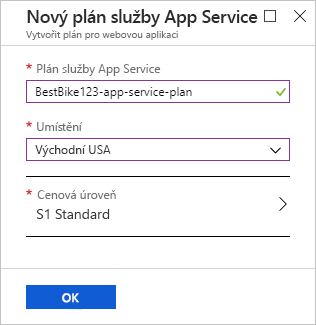 Nový plán služby App Service
Vytvořit plán pro webovou aplikaci
* Plán služby App Service
BestBike123-app-service-plan
* Umístění
Východní USA
* Cenová úroveň
S1 Standard
OK